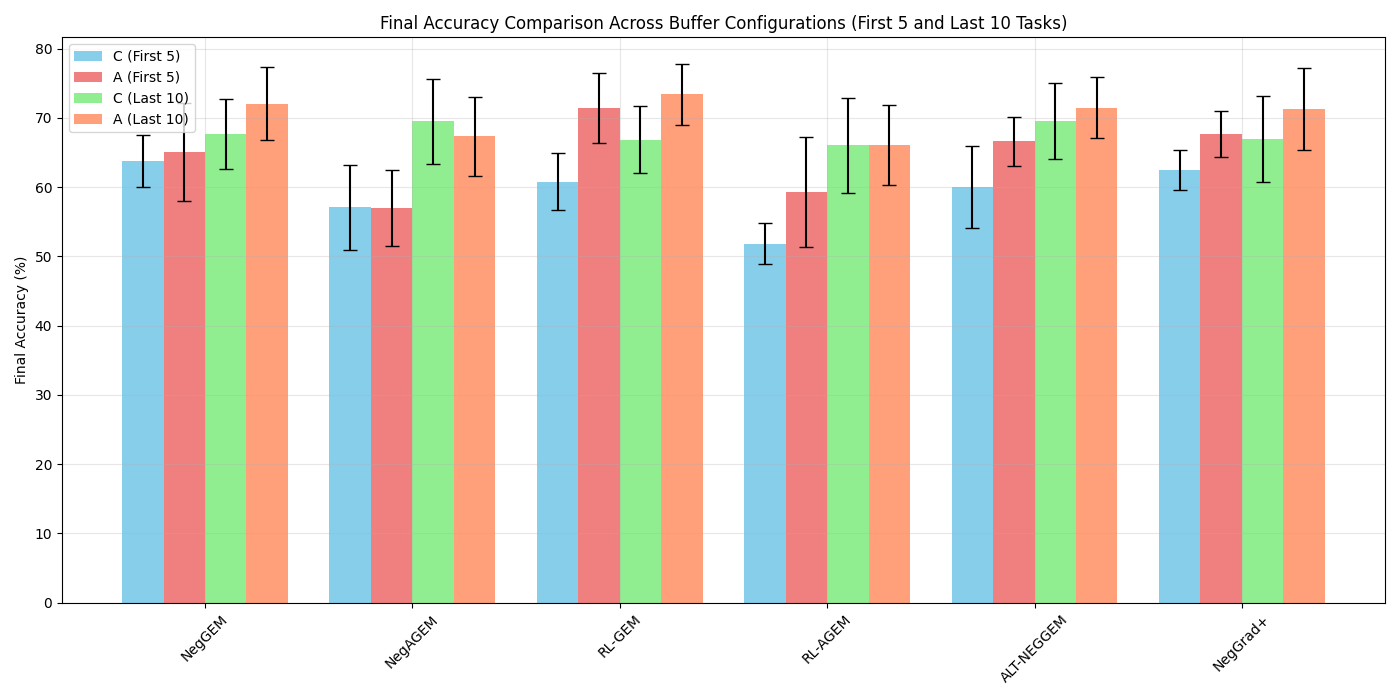 Final Accuracy Comparison Across Buffer Configurations (First 5 and Last 10 Tasks)
C (First 5)
A (First 5)
C (Last 10)
A (Last 10)
Final Accuracy (%)
80
70
60
50
40
30
20
10
0
NegGEM
NegAGEM
RL-GEM
RL-AGEM
ALT-NEGGEM
NegGrad+